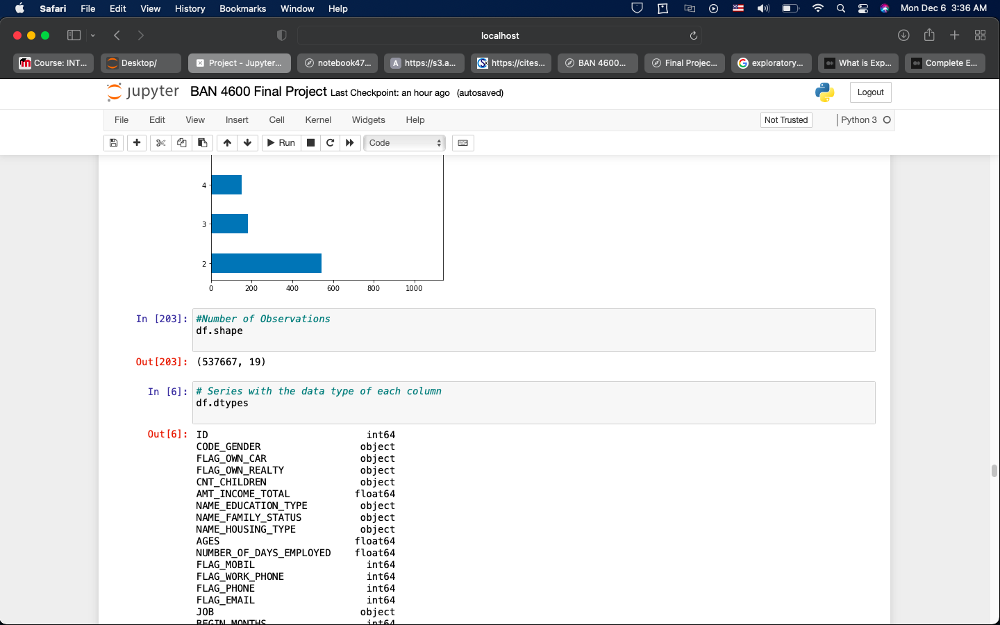 Safari File Edit View History Bookmarks Window Help Mon Dec 6 3:36 AM
localhost
Course: INT... Desktop/ Project - Jupyter... notebook47... A https://s3.a... https://cites... BAN 4600... Final Projec... exploratory... What is Exp... Complete E...
jupyter BAN 4600 Final Project Last Checkpoint: an hour ago (autosaved) Logout
File Edit View Insert Cell Kernel Widgets Help Not Trusted Python 3
Run Code
4
3
2
0 200 400 600 800 1000
In [203]: #Number of Observations
df.shape
Out[203]: (537667, 19)
In [6]: # Series with the data type of each column
df.dtypes
Out[6]: ID int64
CODE_GENDER object
FLAG_OWN_CAR object
FLAG_OWN_REALTY object
CNT_CHILDREN object
AMT_INCOME_TOTAL float64
NAME_EDUCATION_TYPE object
NAME_FAMILY_STATUS object
NAME_HOUSING_TYPE object
AGES float64
NUMBER_OF_DAYS_EMPLOYED float64
FLAG_MOBIL int64
FLAG_WORK_PHONE int64
FLAG_PHONE int64
FLAG_EMAIL int64
JOB object
BEGIN_MONTHS int64